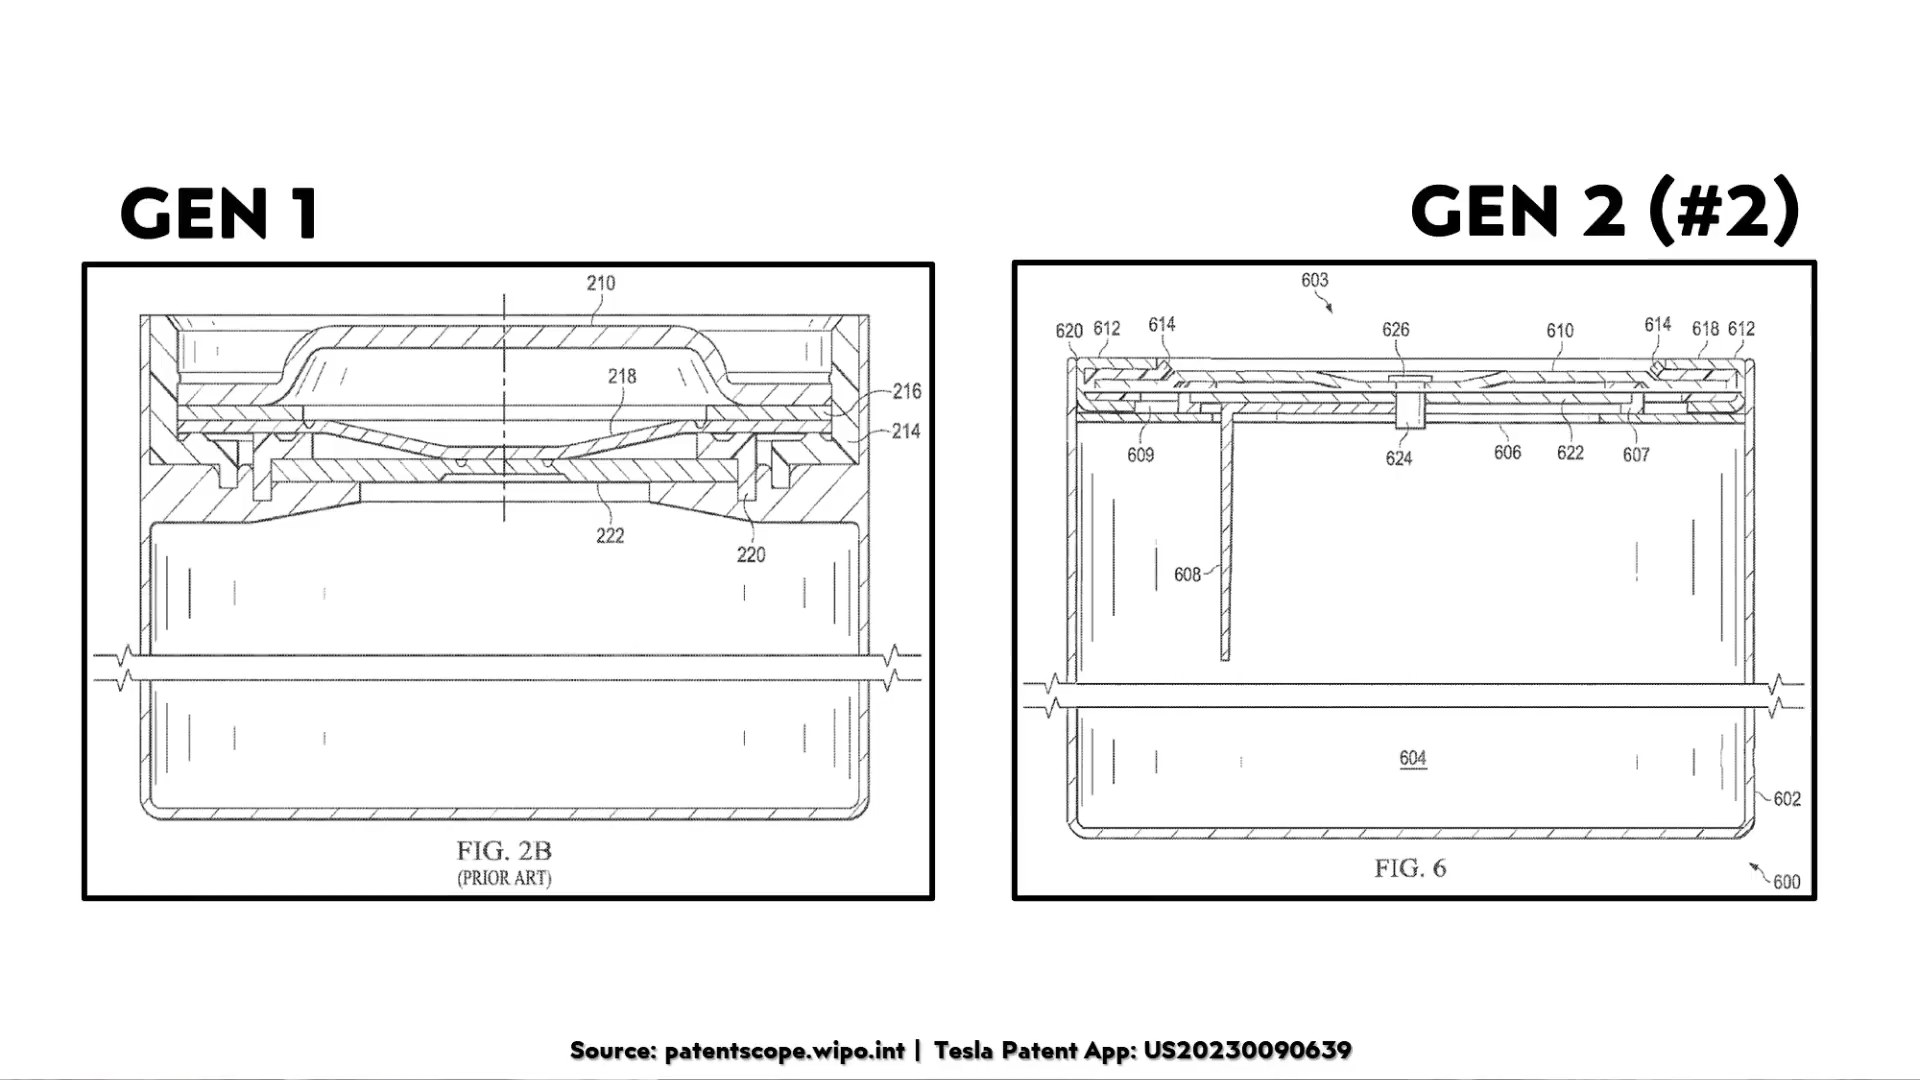 GEN 1
GEN 2 (#2)
210
218
216
214
222
220
FIG. 2B
(PRIOR ART)
603
620 612 614 626 610 614 618 612
609 624 606 622 607
608
604
602
FIG. 6
600
Source: patentscope.wipo.int | Tesla Patent App: US20230090639